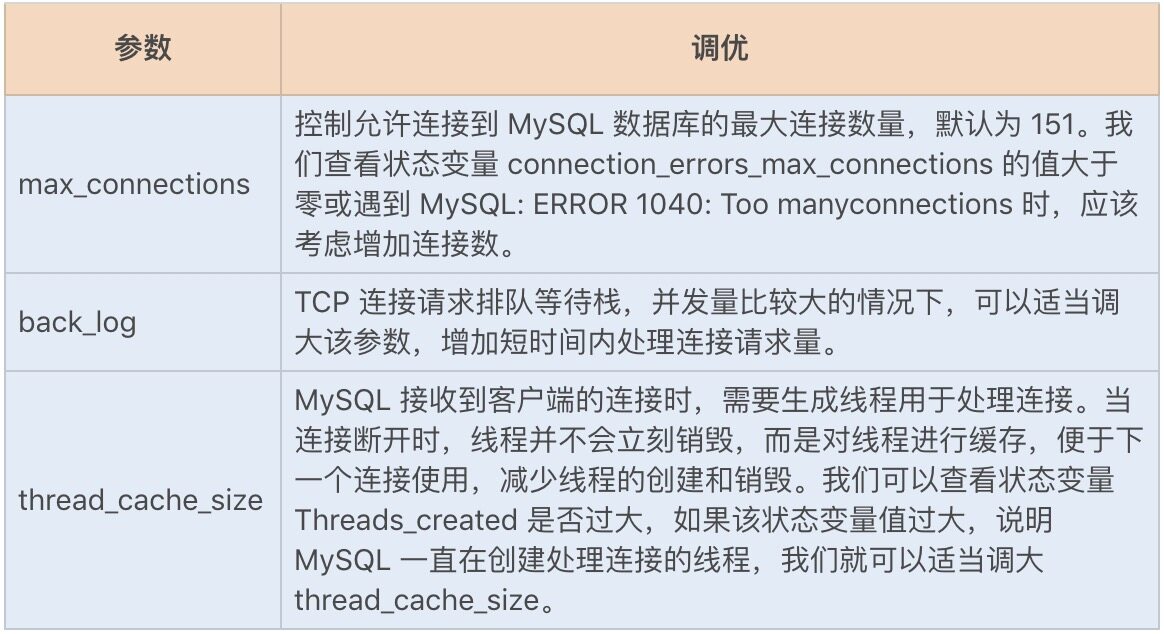 参数
调优
max_connections
控制允许连接到 MySQL 数据库的最大连接数量，默认为 151。我
们查看状态变量 connection_errors_max_connections 的值大于
零或遇到 MySQL: ERROR 1040: Too manyconnections 时，应该
考虑增加连接数。
back_log
TCP 连接请求排队等待栈，并发量比较大的情况下，可以适当调
大该参数，增加短时间内处理连接请求量。
thread_cache_size
MySQL 接收到客户端的连接时，需要生成线程用于处理连接。当
连接断开时，线程并不会立刻销毁，而是对线程进行缓存，便于下
一个连接使用，减少线程的创建和销毁。我们可以查看状态变量
Threads_created 是否过大，如果该状态变量值过大，说明
MySQL 一直在创建处理连接的线程，我们就可以适当调大
thread_cache_size。